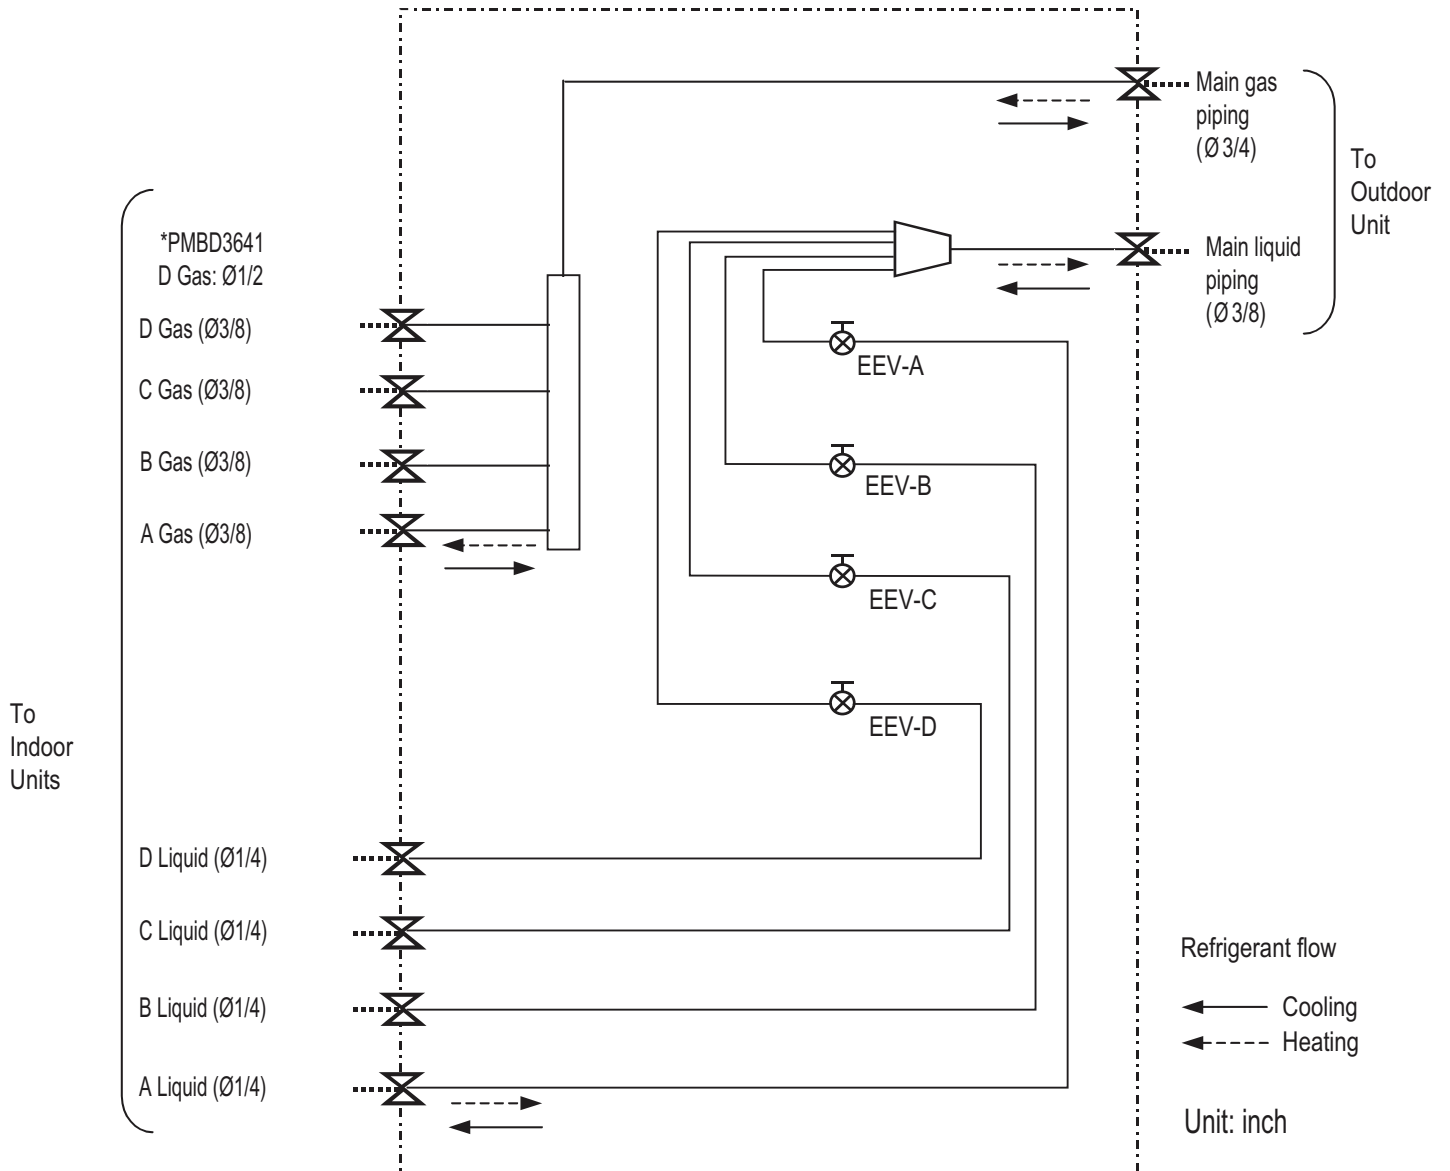 Main gas
piping
(Ø 3/4)
To
Outdoor
Unit
*PMBD3641
D Gas: Ø1/2
Main liquid
piping
(Ø 3/8)
D Gas (Ø3/8)
EEV-A
C Gas (Ø3/8)
B Gas (Ø3/8)
EEV-B
A Gas (Ø3/8)
EEV-C
EEV-D
To
Indoor
Units
D Liquid (Ø1/4)
C Liquid (Ø1/4)
B Liquid (Ø1/4)
A Liquid (Ø1/4)
Refrigerant flow
Cooling
Heating
Unit: inch